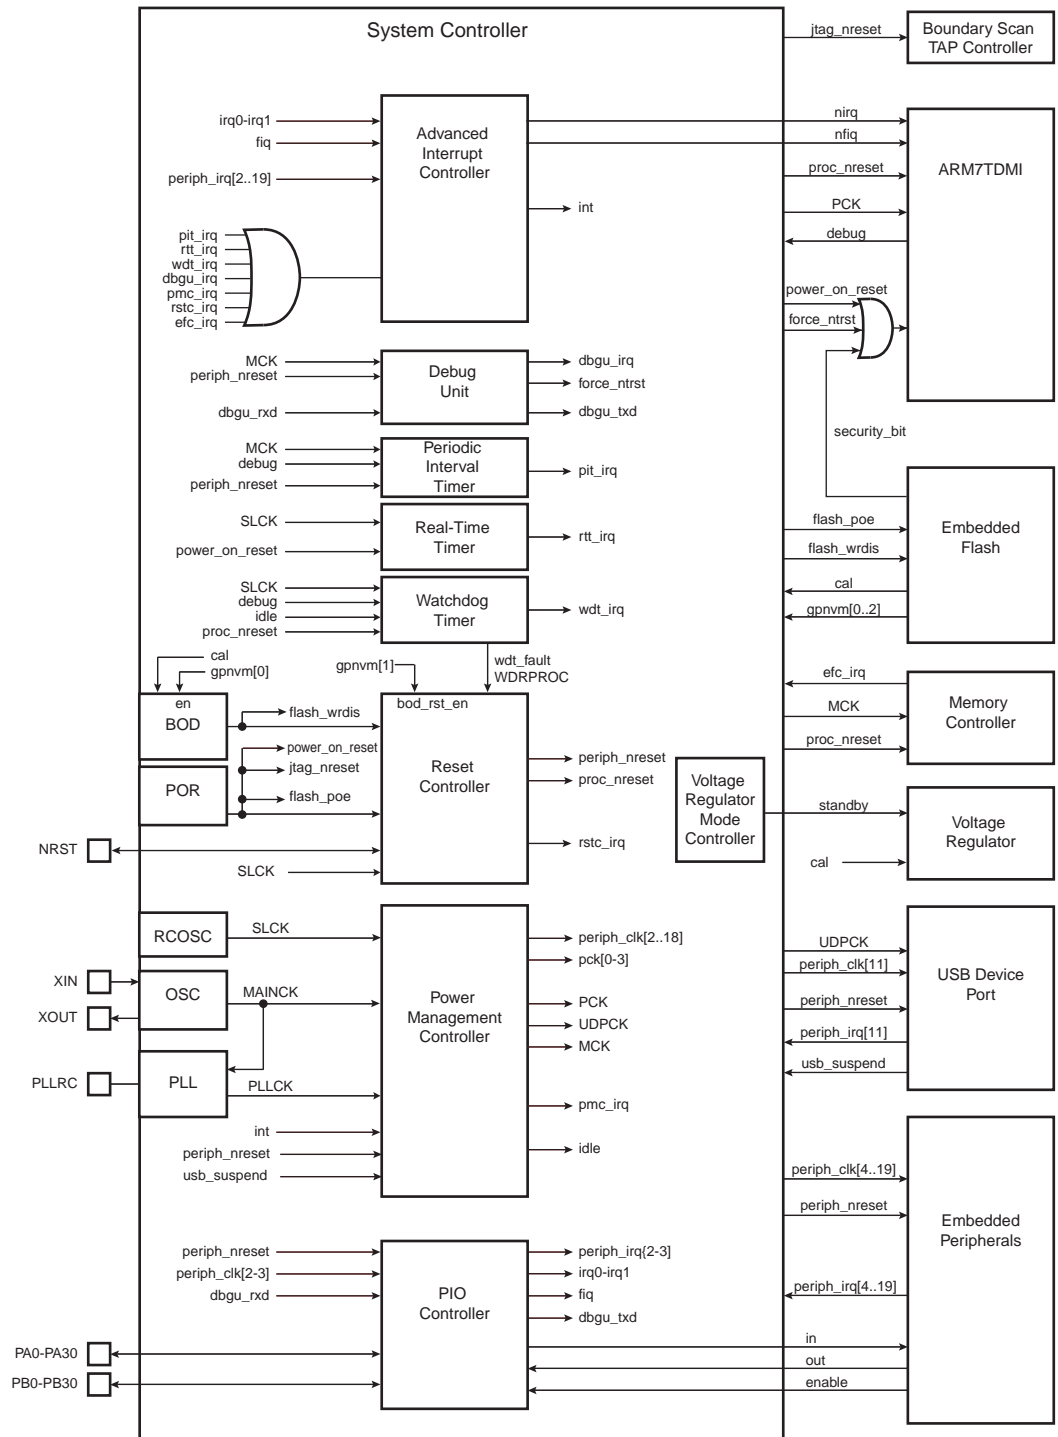 System Controller
jtag_nreset
Boundary Scan
TAP Controller
irq0-irq1
fiq
periph_irq[2..19]
Advanced
Interrupt
Controller
int
nirq
nfiq
proc_nreset
PCK
debug
ARM7TDMI
pit_irq
rtt_irq
wdt_irq
dbgu_irq
pmc_irq
rstc_irq
efc_irq
power_on_reset
force_ntrst
security_bit
MCK
periph_nreset
dbgu_rxd
Debug
Unit
dbgu_irq
force_ntrst
dbgu_txd
MCK
debug
periph_nreset
Periodic
Interval
Timer
pit_irq
SLCK
power_on_reset
Real-Time
Timer
rtt_irq
flash_poe
flash_wrdis
cal
gpnvm[0..2]
Embedded
Flash
SLCK
debug
idle
proc_nreset
Watchdog
Timer
wdt_irq
cal
gpnvm[0]
gpnvm[1]
wdt_fault
WDRPROC
en
BOD
flash_wrdis
power_on_reset
jtag_nreset
flash_poe
POR
bod_rst_en
Reset
Controller
periph_nreset
proc_nreset
rstc_irq
NRST
SLCK
efc_irq
MCK
proc_nreset
Memory
Controller
Voltage
Regulator
Mode
Controller
standby
cal
Voltage
Regulator
RCOSC
SLCK
XIN
XOUT
OSC
MAINCK
PLLRC
PLL
PLLCK
int
periph_nreset
usb_suspend
Power
Management
Controller
periph_clk[2..18]
pck[0-3]
PCK
UDPCK
MCK
pmc_irq
idle
UDPCK
periph_clk[11]
periph_nreset
periph_irq[11]
usb_suspend
USB Device
Port
periph_clk[4..19]
periph_nreset
periph_irq[4..19]
Embedded
Peripherals
periph_nreset
periph_clk[2-3]
dbgu_rxd
PIO
Controller
periph_irq{2-3]
irq0-irq1
fiq
dbgu_txd
PA0-PA30
PB0-PB30
in
out
enable